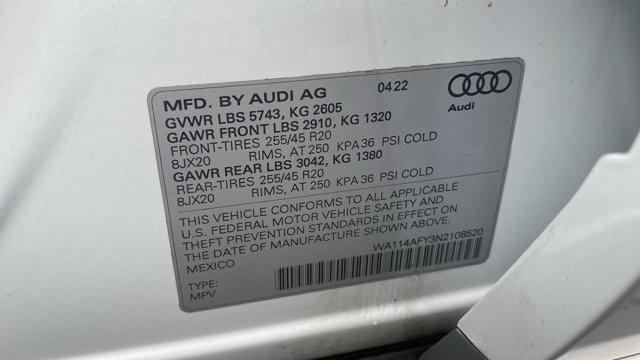 MFD. BY AUDI AG 04 22
GVWR LBS 5743, KG 2605
GAWR FRONT LBS 2910, KG 1320
FRONT-TIRES 255/45 R20
8JX20 RIMS, AT 250 KPA36 PSI COLD
GAWR REAR LBS 3042, KG 1380
REAR-TIRES 255/45 R20
8JX20 RIMS, AT 250 KPA36 PSI COLD
Audi
THIS VEHICLE CONFORMS TO ALL APPLICABLE
U.S. FEDERAL MOTOR VEHICLE SAFETY AND
THEFT PREVENTION STANDARDS IN EFFECT ON
THE DATE OF MANUFACTURE SHOWN ABOVE.
MEXICO WA114AFY3N2108520
TYPE:
MPV